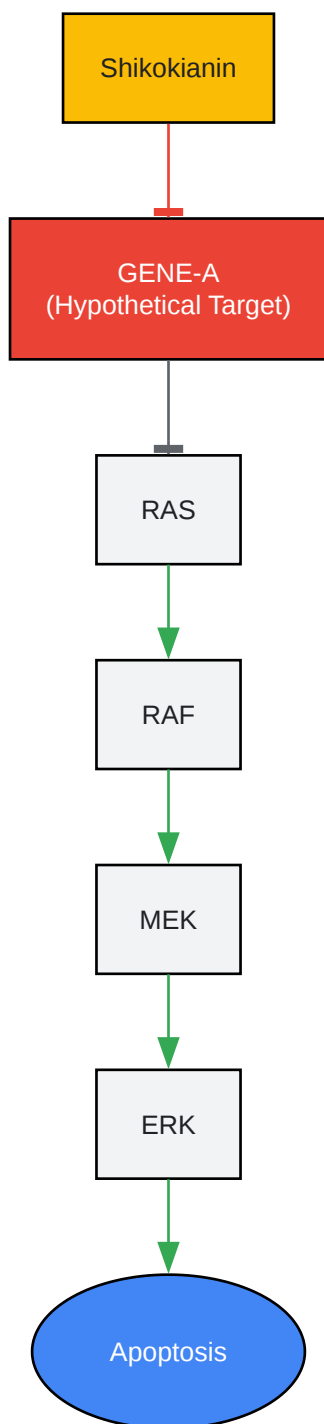 Shikokianin
GENE-A
(Hypothetical Target)
RAS
RAF
MEK
ERK
Apoptosis